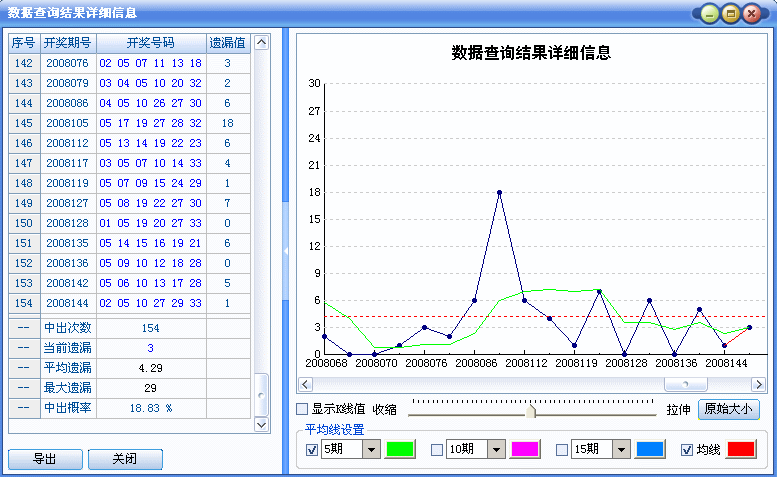 数据查询结果详细信息
序号 开奖期号 开奖号码 遗漏值
142 2008076 02 05 07 11 13 18 3
143 2008079 03 04 05 10 20 32 2
144 2008086 04 05 10 26 27 30 6
145 2008105 05 17 19 27 28 32 18
146 2008112 05 13 14 19 22 23 6
147 2008117 03 05 07 10 14 33 4
148 2008119 05 07 09 15 24 29 1
149 2008127 05 08 19 22 27 30 7
150 2008128 01 05 19 20 27 33 0
151 2008135 05 14 15 16 19 21 6
152 2008136 05 09 10 12 18 28 0
153 2008142 05 06 10 13 17 28 5
154 2008144 02 05 10 27 29 33 1
-- 中出次数 154
-- 当前遗漏 3
-- 平均遗漏 4.29
-- 最大遗漏 29
-- 中出概率 18.83 %
导出 关闭
数据查询结果详细信息
30
27
24
21
18
15
12
9
6
3
0
2008068 2008070 2008076 2008086 2008112 2008119 2008128 2008136 2008144
显示K线值 收缩 拉伸 原始大小
平均线设置
5期 10期 15期 均线